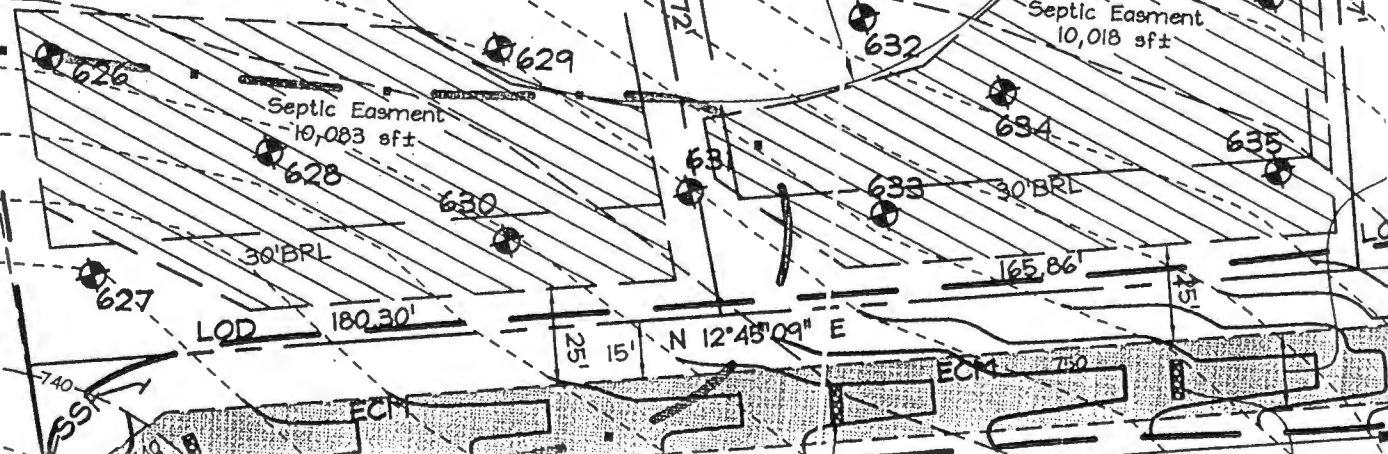 72'
Septic Easment
10,018 sf±
632
629
626
Septic Easment
10,083 sf±
634
635
631
628
633
30'BRL
630
30'BRL
627
165.86'
25'
180.30'
LOD
N 12°45"09" E
25'
15'
ECM
750
740
ECM
SSF